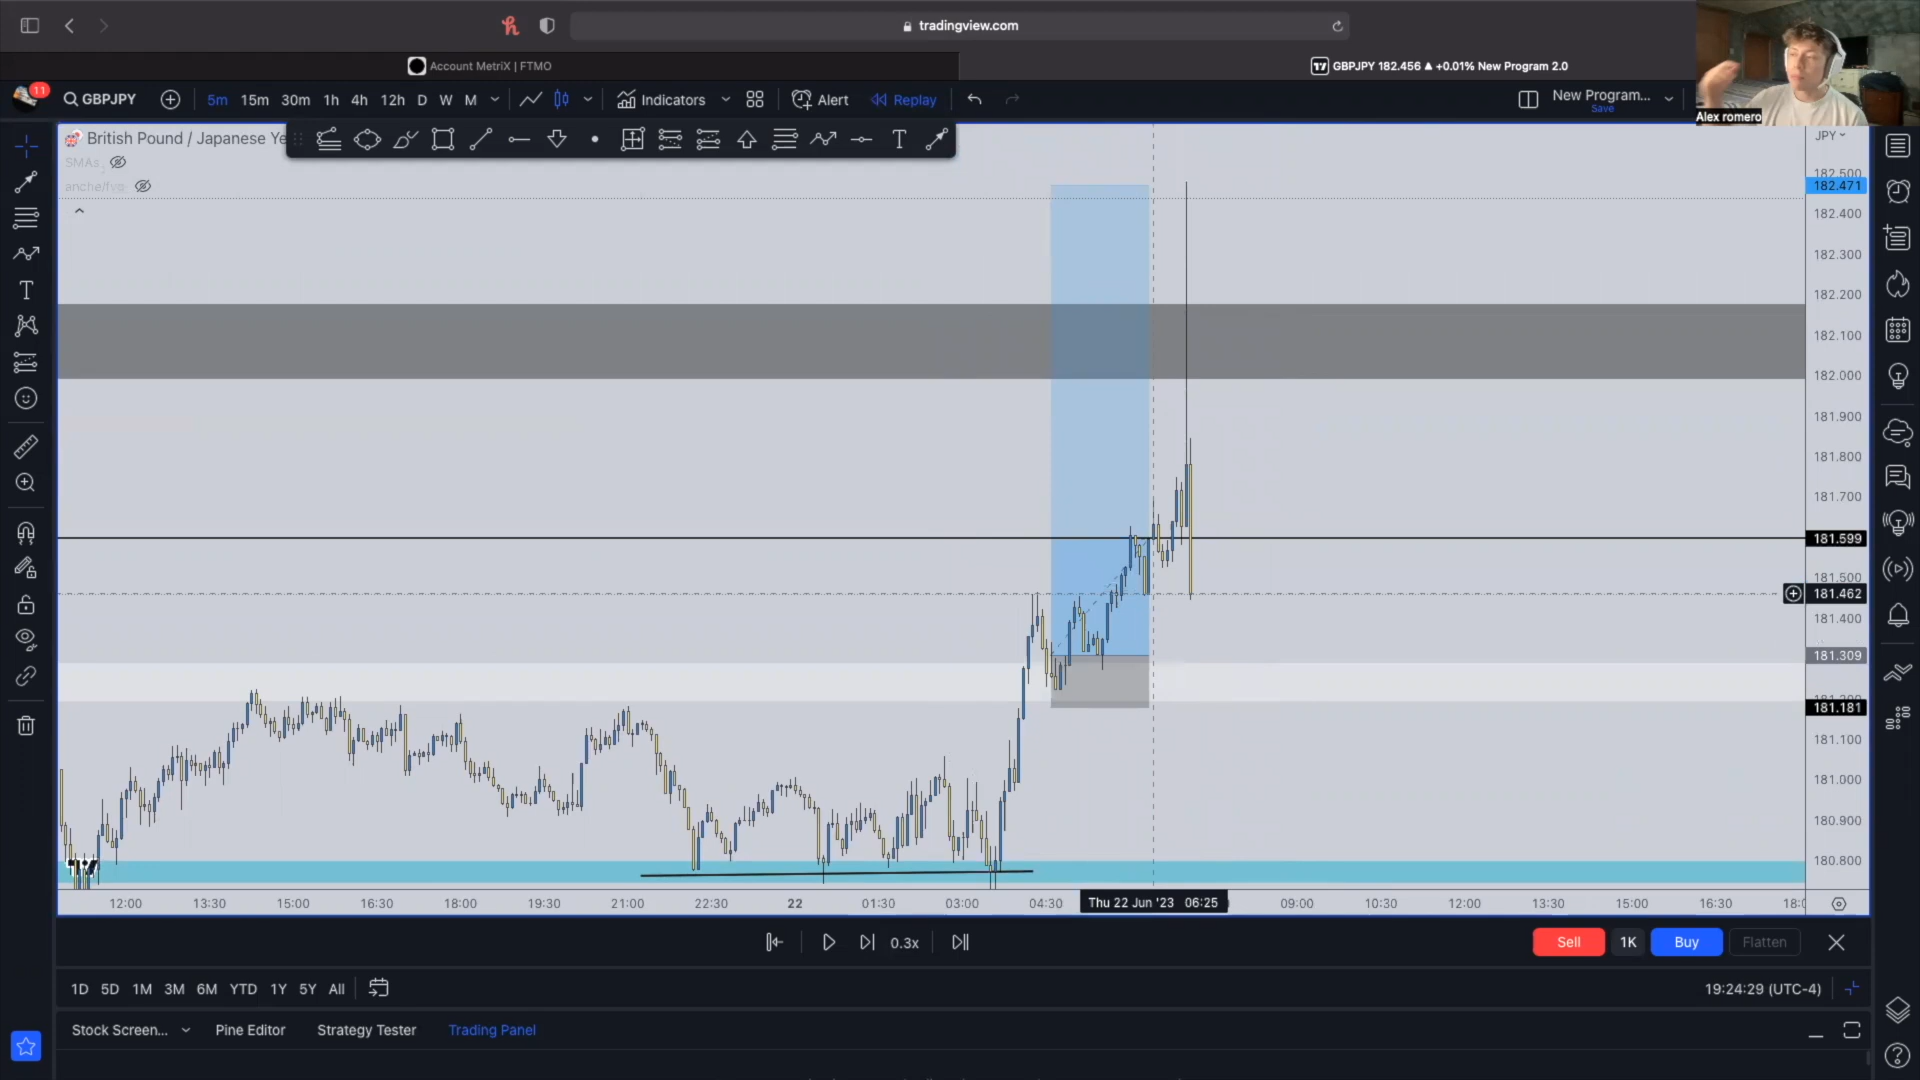 tradingview.com
Account MetriX | FTMO
GBPJPY 182.456 ▲ +0.01% New Program 2.0
11
GBPJPY
5m 15m 30m 1h 4h 12h D W M
Indicators
Alert
Replay
New Program...
Save
Alex romero
British Pound / Japanese Ye
SMAs
anche/fvg
JPY
182.500
182.471
182.400
182.300
182.200
182.100
182.000
181.900
181.800
181.700
181.599
181.500
181.462
181.400
181.309
181.200
181.181
181.100
181.000
180.900
180.800
12:00 13:30 15:00 16:30 18:00 19:30 21:00 22:30 22 01:30 03:00 04:30 Thu 22 Jun '23 06:25 09:00 10:30 12:00 13:30 15:00 16:30 18:0
0.3x
Sell 1K Buy Flatten
1D 5D 1M 3M 6M YTD 1Y 5Y All
19:24:29 (UTC-4)
Stock Screen... Pine Editor Strategy Tester Trading Panel